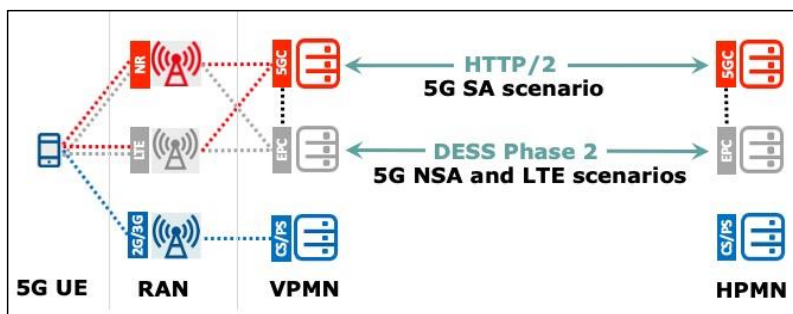 NR
5GC
HTTP/2
5G SA scenario
5GC
LTE
EPC
DESS Phase 2
5G NSA and LTE scenarios
EPC
2G/3G
CS/PS
CS/PS
5G UE
RAN
VPMN
HPMN